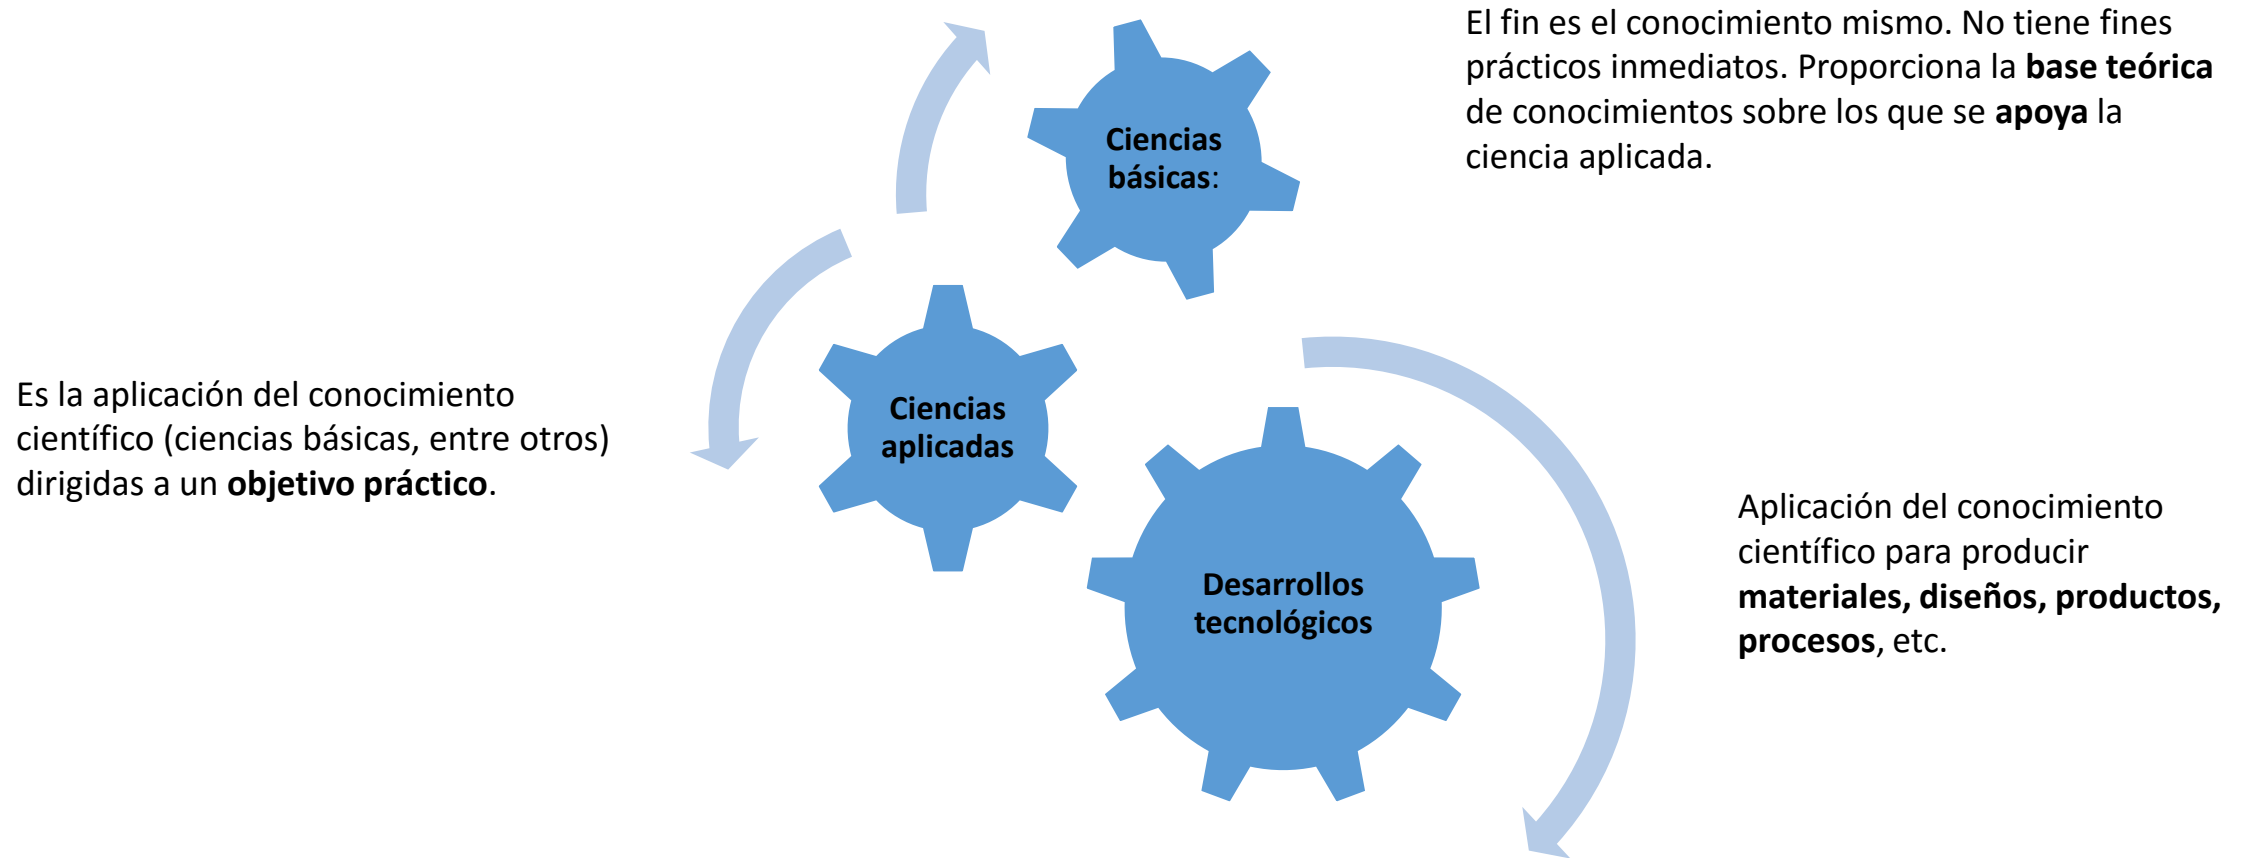 El fin es el conocimiento mismo. No tiene fines
prácticos inmediatos. Proporciona la base teórica
de conocimientos sobre los que se apoya la
ciencia aplicada.
Ciencias
básicas:
Es la aplicación del conocimiento
científico (ciencias básicas, entre otros)
dirigidas a un objetivo práctico.
Ciencias
aplicadas
Desarrollos
tecnológicos
Aplicación del conocimiento
científico para producir
materiales, diseños, productos,
procesos, etc.